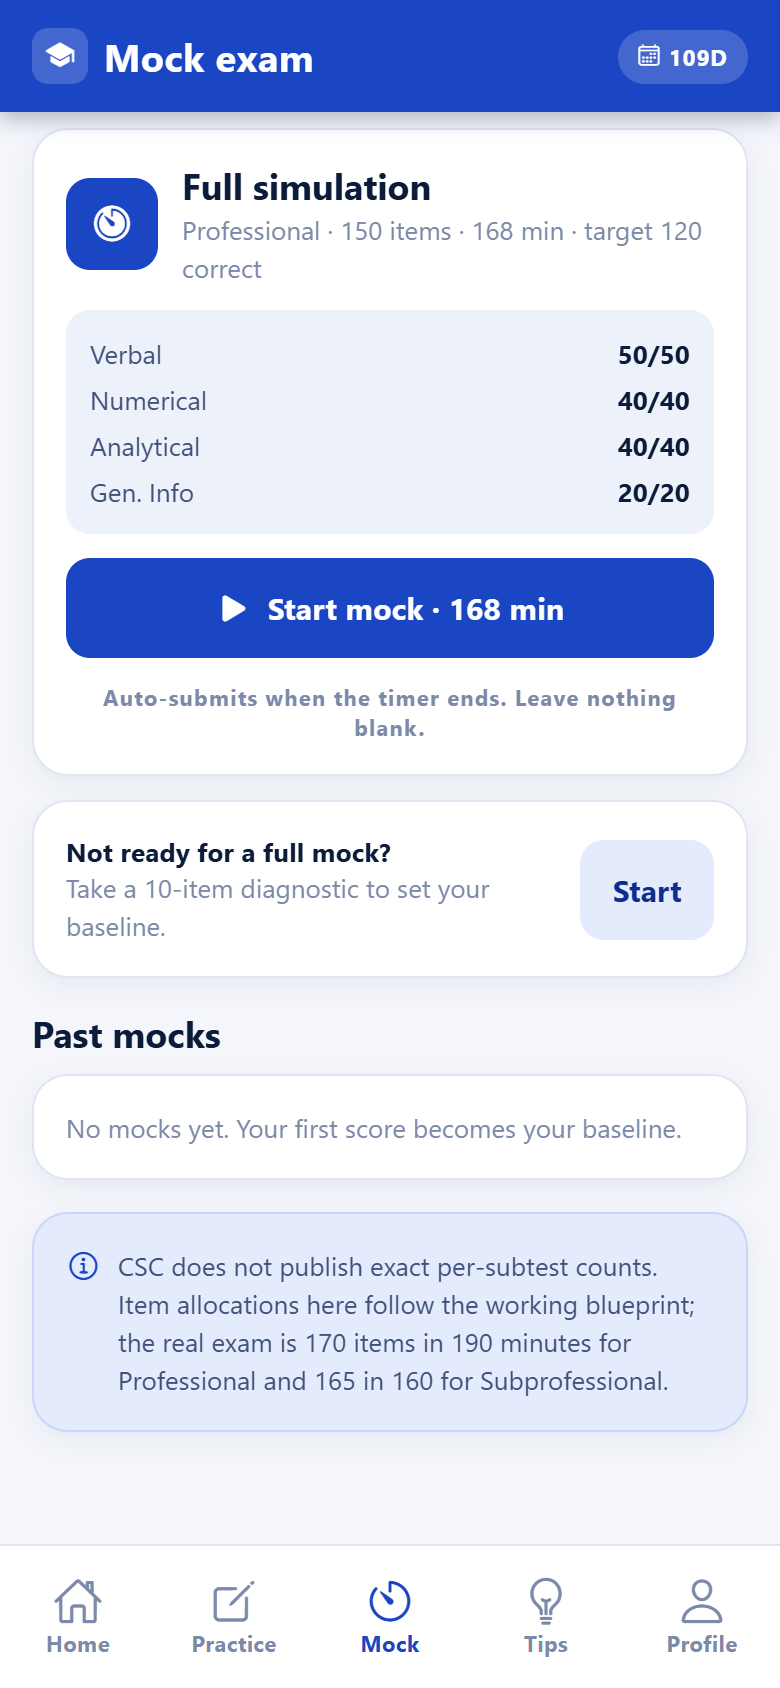 Mock exam
109D
Full simulation
Professional · 150 items · 168 min · target 120
correct
Verbal 50/50
Numerical 40/40
Analytical 40/40
Gen. Info 20/20
Start mock · 168 min
Auto-submits when the timer ends. Leave nothing
blank.
Not ready for a full mock?
Take a 10-item diagnostic to set your
baseline.
Start
Past mocks
No mocks yet. Your first score becomes your baseline.
CSC does not publish exact per-subtest counts.
Item allocations here follow the working blueprint;
the real exam is 170 items in 190 minutes for
Professional and 165 in 160 for Subprofessional.
Home Practice Mock Tips Profile